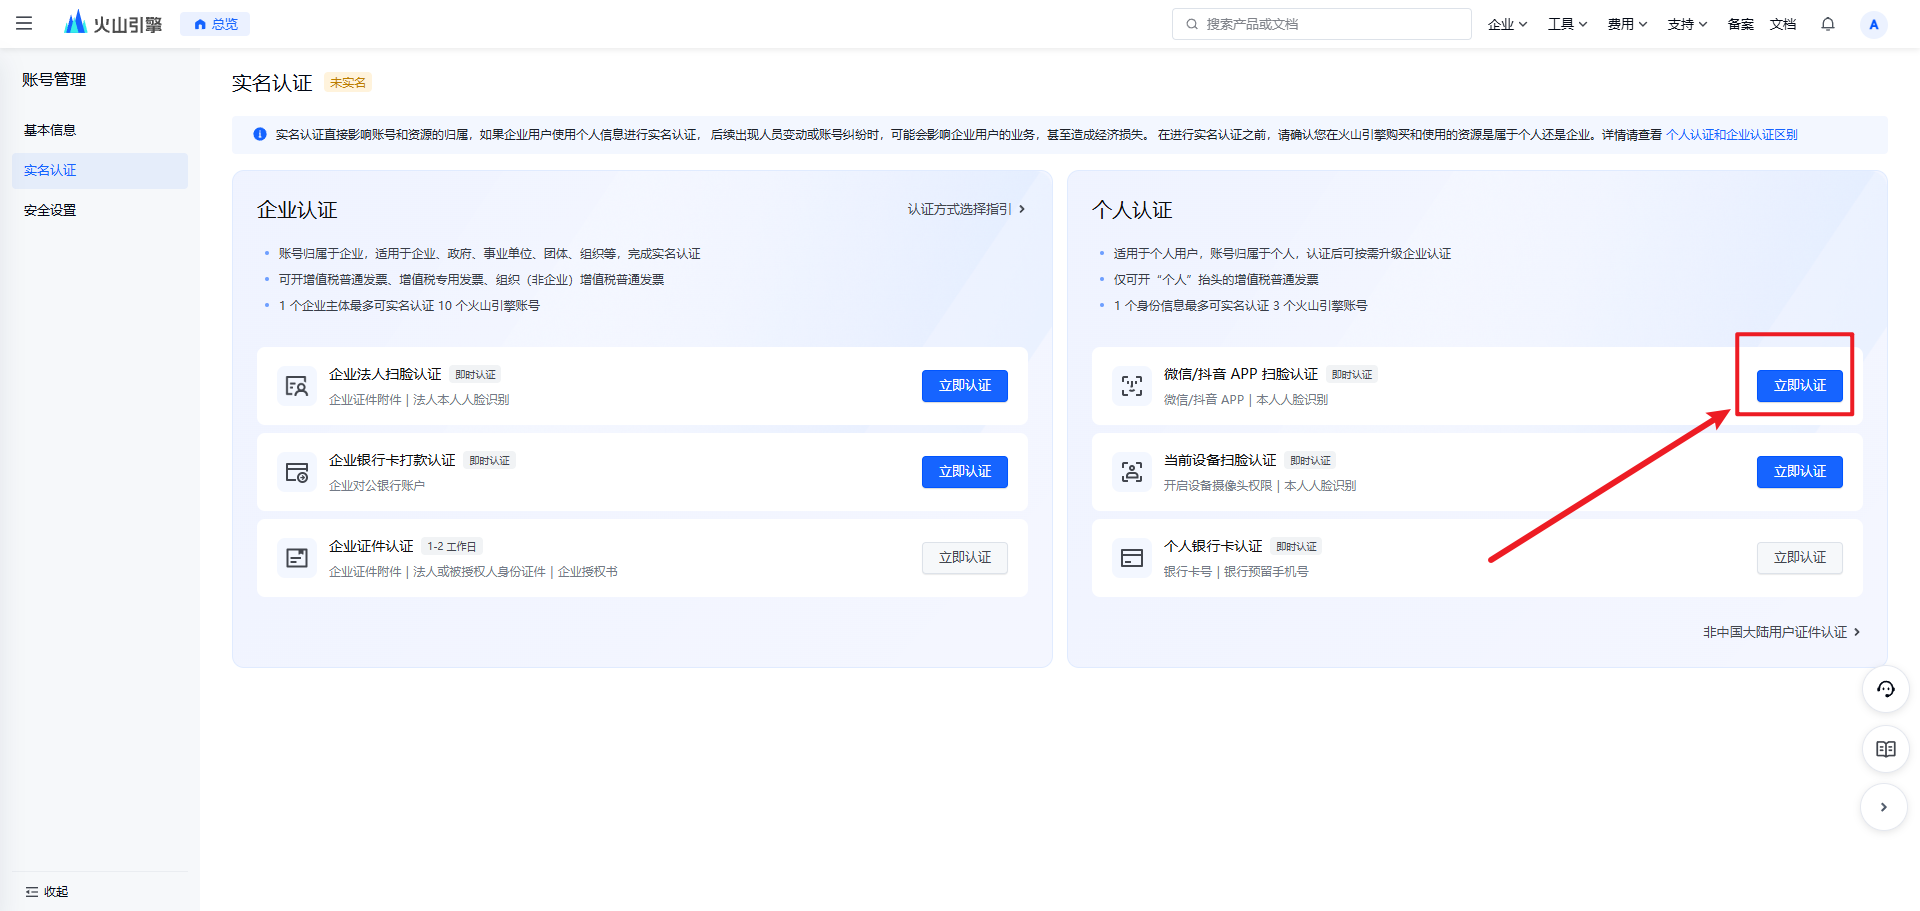 火山引擎
总览
搜索产品或文档
企业
工具
费用
支持
备案
文档
A
账号管理
基本信息
实名认证
安全设置
收起
实名认证
未实名
实名认证直接影响账号和资源的归属，如果企业用户使用个人信息进行实名认证， 后续出现人员变动或账号纠纷时，可能会影响企业用户的业务，甚至造成经济损失。 在进行实名认证之前，请确认您在火山引擎购买和使用的资源是属于个人还是企业。详情请查看 个人认证和企业认证区别
企业认证
认证方式选择指引
账号归属于企业，适用于企业、政府、事业单位、团体、组织等，完成实名认证
可开增值税普通发票、增值税专用发票、组织（非企业）增值税普通发票
1 个企业主体最多可实名认证 10 个火山引擎账号
企业法人扫脸认证
即时认证
企业证件附件 | 法人本人人脸识别
立即认证
企业银行卡打款认证
即时认证
企业对公银行账户
立即认证
企业证件认证
1-2 工作日
企业证件附件 | 法人或被授权人身份证件 | 企业授权书
立即认证
个人认证
适用于个人用户，账号归属于个人，认证后可按需升级企业认证
仅可开“个人”抬头的增值税普通发票
1 个身份信息最多可实名认证 3 个火山引擎账号
微信/抖音 APP 扫脸认证
即时认证
微信/抖音 APP | 本人人脸识别
立即认证
当前设备扫脸认证
即时认证
开启设备摄像头权限 | 本人人脸识别
立即认证
个人银行卡认证
即时认证
银行卡号 | 银行预留手机号
立即认证
非中国大陆用户证件认证